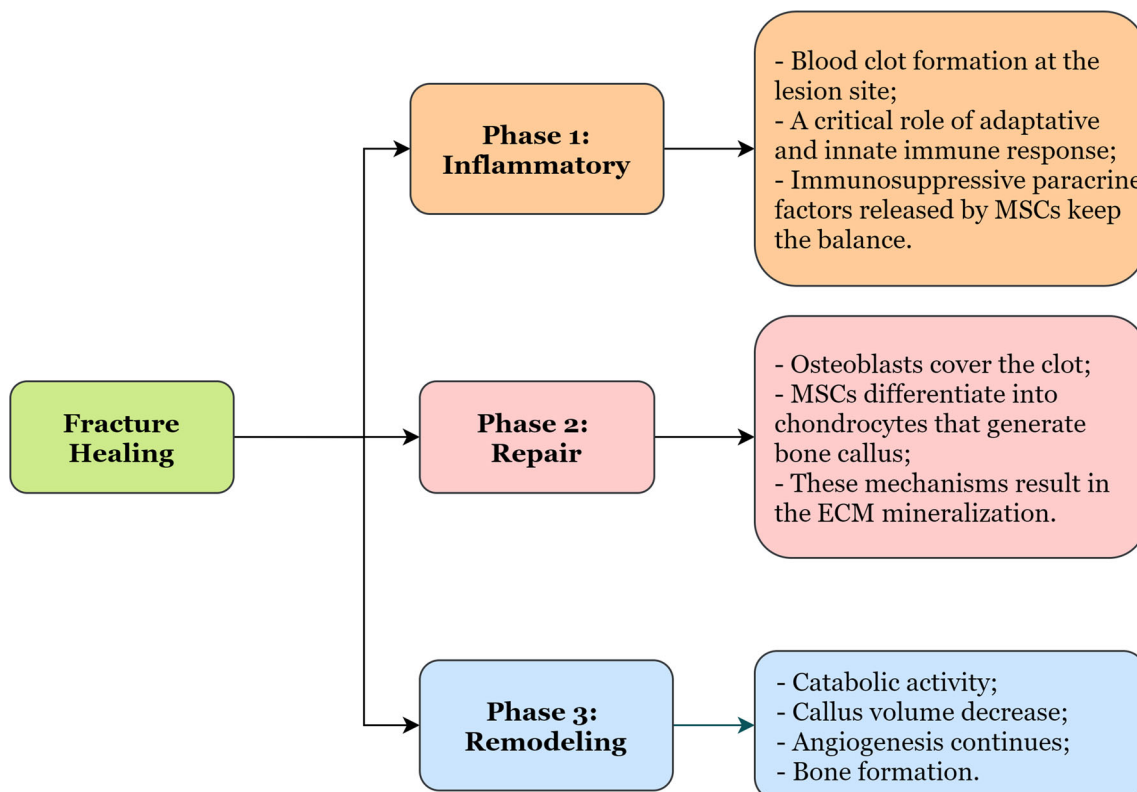 Fracture
Healing
Phase 1:
Inflammatory
- Blood clot formation at the
lesion site;
- A critical role of adaptative
and innate immune response;
- Immunosuppressive paracrine
factors released by MSCs keep
the balance.
Phase 2:
Repair
- Osteoblasts cover the clot;
- MSCs differentiate into
chondrocytes that generate
bone callus;
- These mechanisms result in
the ECM mineralization.
Phase 3:
Remodeling
- Catabolic activity;
- Callus volume decrease;
- Angiogenesis continues;
- Bone formation.